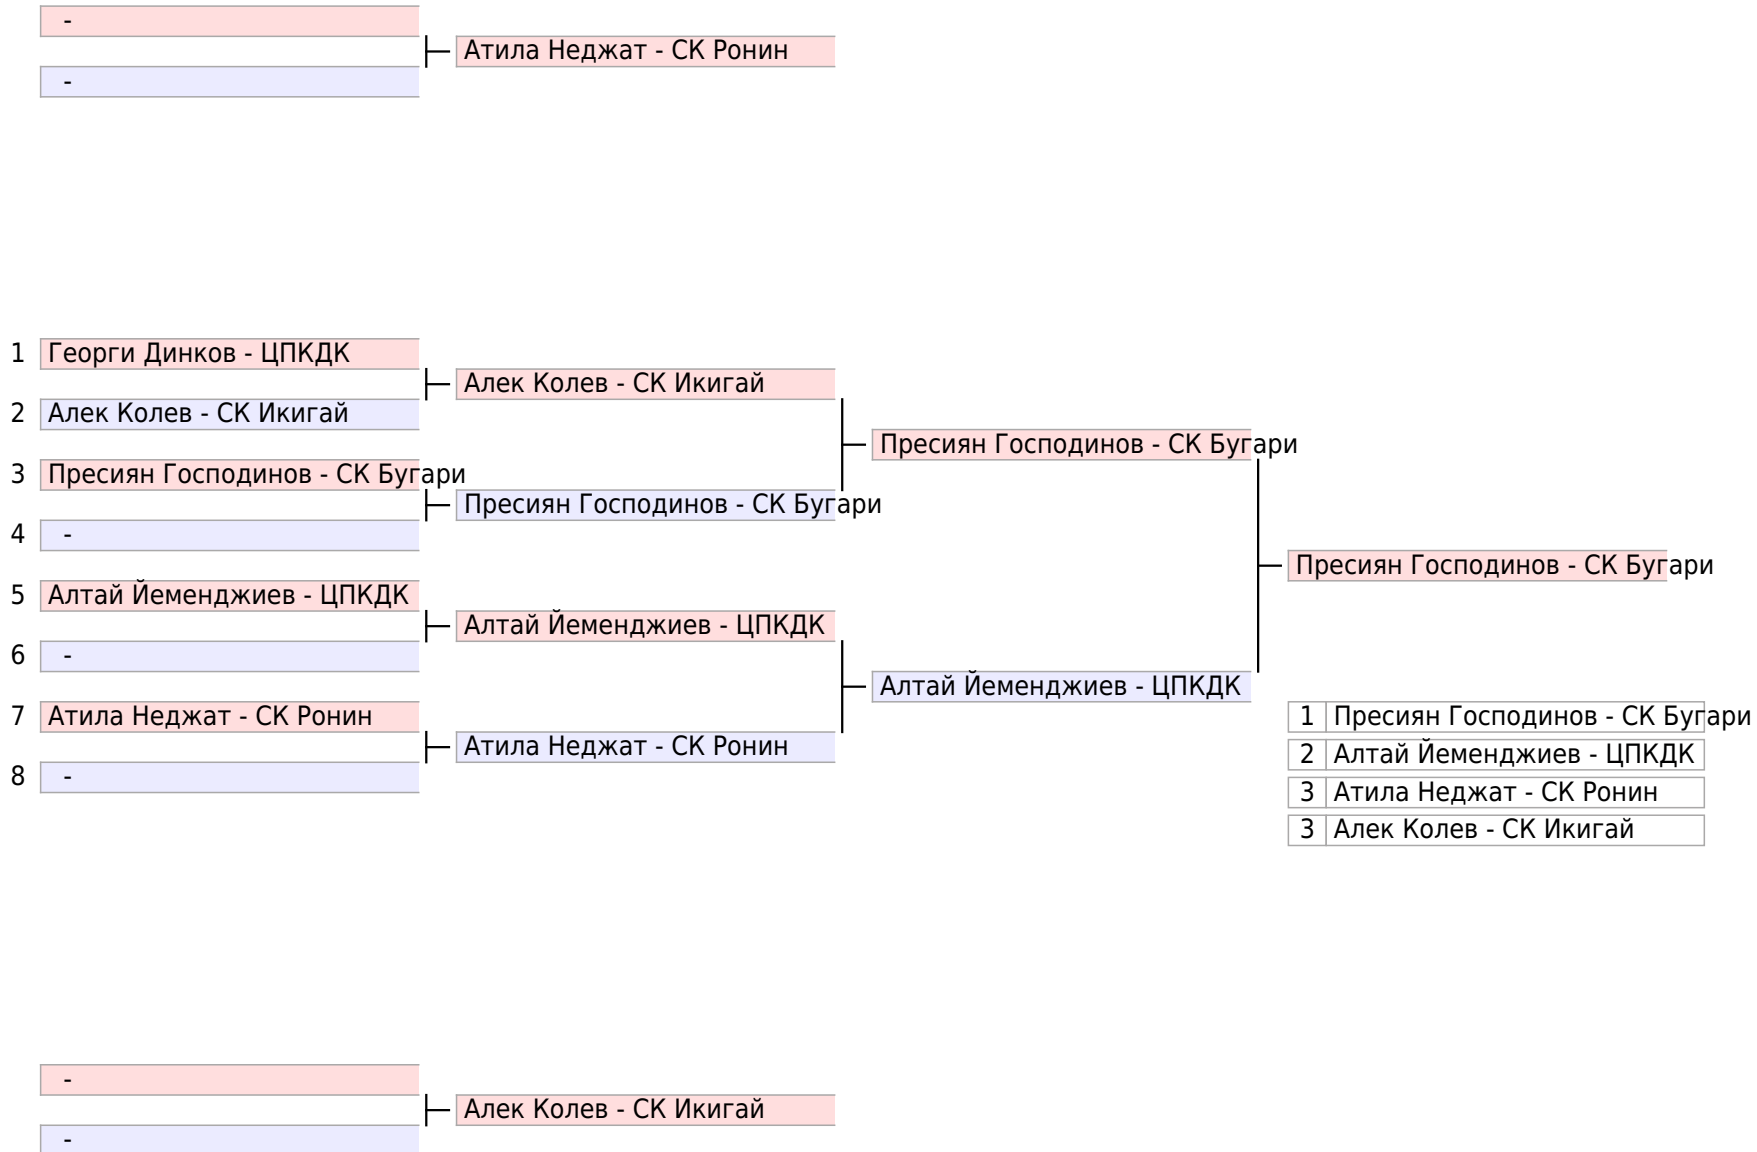 -
Атила Неджат - СК Ронин
-
1 Георги Динков - ЦПКДК
Алек Колев - СК Икигай
2 Алек Колев - СК Икигай
Пресиян Господинов - СК Бугари
3 Пресиян Господинов - СК Бугари
Пресиян Господинов - СК Бугари
4 -
Пресиян Господинов - СК Бугари
5 Алтай Йеменджиев - ЦПКДК
Алтай Йеменджиев - ЦПКДК
6 -
Алтай Йеменджиев - ЦПКДК
7 Атила Неджат - СК Ронин
Атила Неджат - СК Ронин
8 -
1 Пресиян Господинов - СК Бугари
2 Алтай Йеменджиев - ЦПКДК
3 Атила Неджат - СК Ронин
3 Алек Колев - СК Икигай
-
Алек Колев - СК Икигай
-